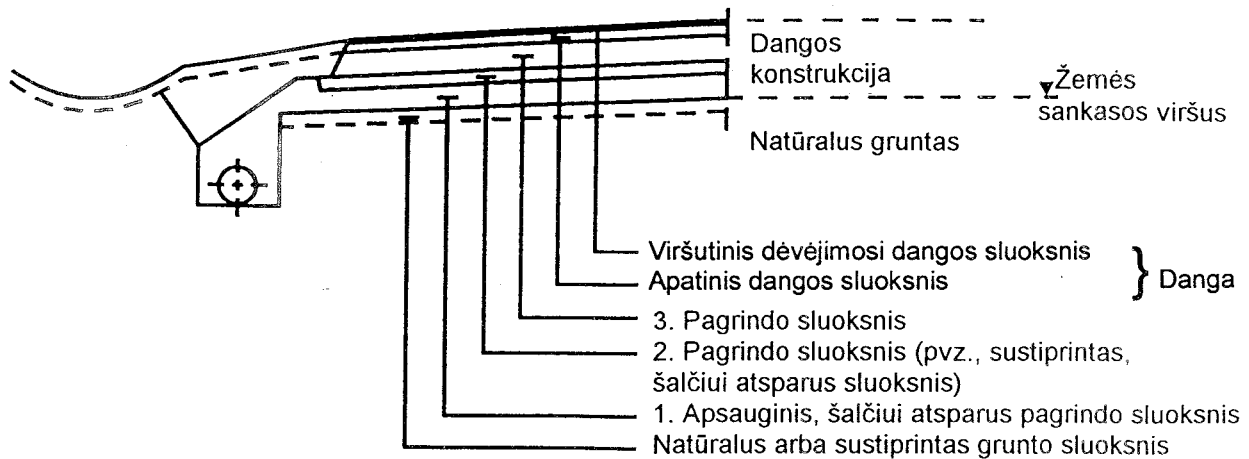 Dangos
konstrukcija
Žemės
sankasos viršus
Natūralus gruntas
Viršutinis dėvėjimosi dangos sluoksnis
Apatinis dangos sluoksnis
Danga
3. Pagrindo sluoksnis
2. Pagrindo sluoksnis (pvz., sustiprintas,
šalčiui atsparus sluoksnis)
1. Apsauginis, šalčiui atsparus pagrindo sluoksnis
Natūralus arba sustiprintas grunto sluoksnis